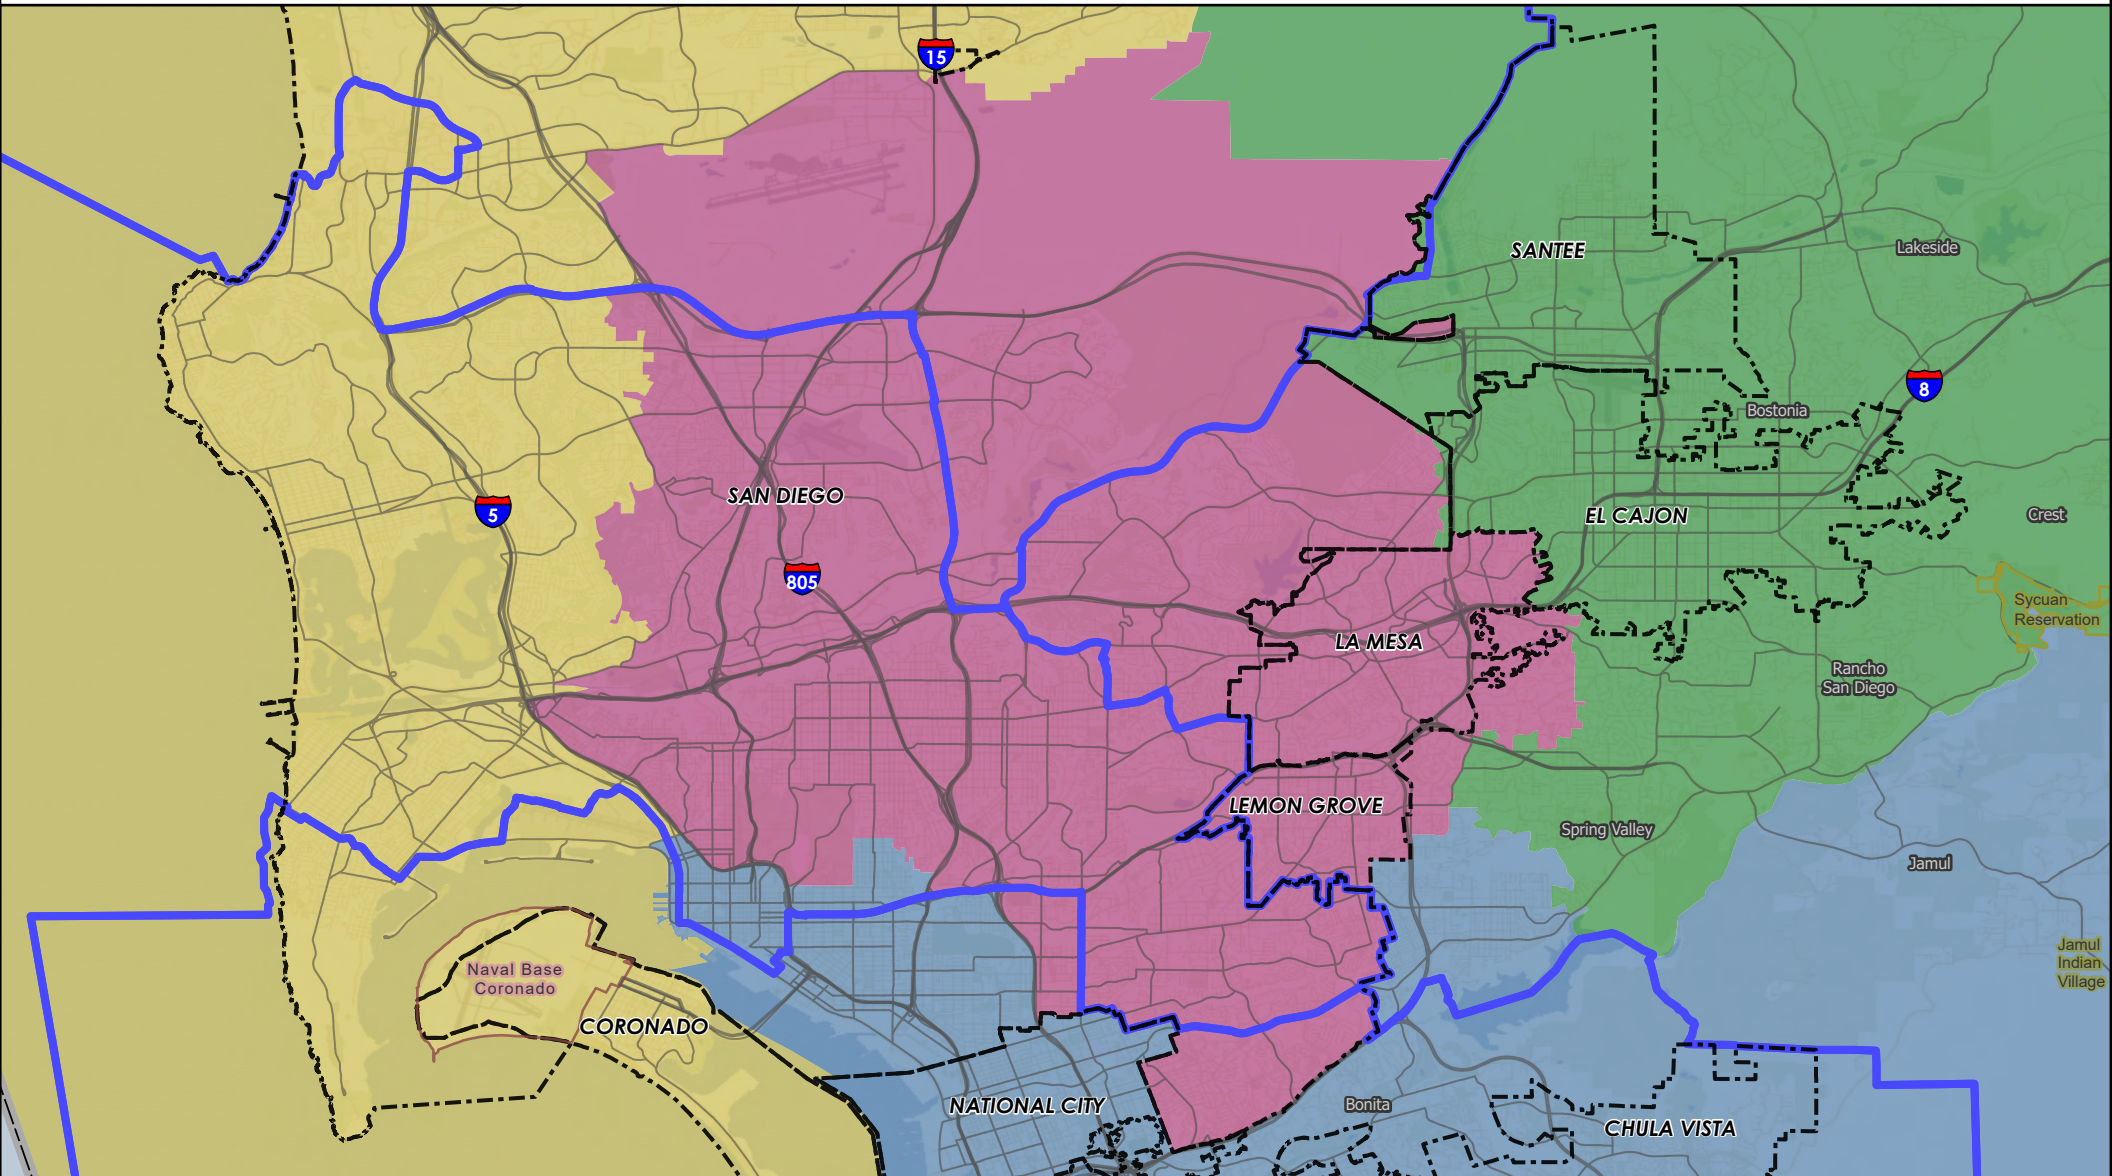 15
SANTEE
Lakeside
8
Bostonia
SAN DIEGO
5
EL CAJON
Crest
805
Sycuan
Reservation
LA MESA
Rancho
San Diego
LEMON GROVE
Spring Valley
Jamul
Jamul
Indian
Village
Naval Base
Coronado
CORONADO
NATIONAL CITY
Bonita
CHULA VISTA